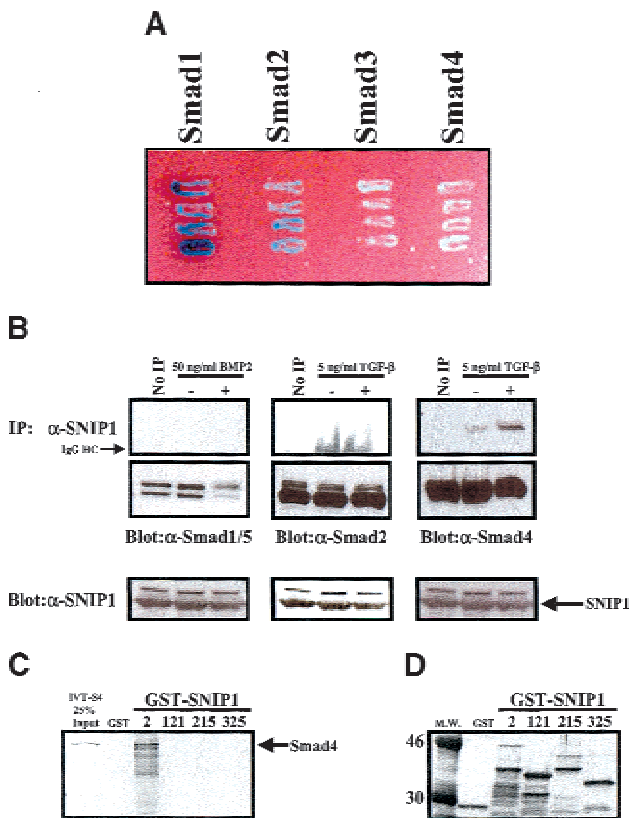 A
Smad1 Smad2 Smad3 Smad4
B
No IP 50 ng/ml BMP2 - +
No IP 5 ng/ml TGF-β - +
No IP 5 ng/ml TGF-β - +
IP: α-SNIP1
IgG HC
Blot:α-Smad1/5 Blot:α-Smad2 Blot:α-Smad4
Blot:α-SNIP1
SNIP1
C
IVT-S4
25%
Input GST
GST-SNIP1
2 121 215 325
Smad4
D
M.W. GST
GST-SNIP1
2 121 215 325
46
30